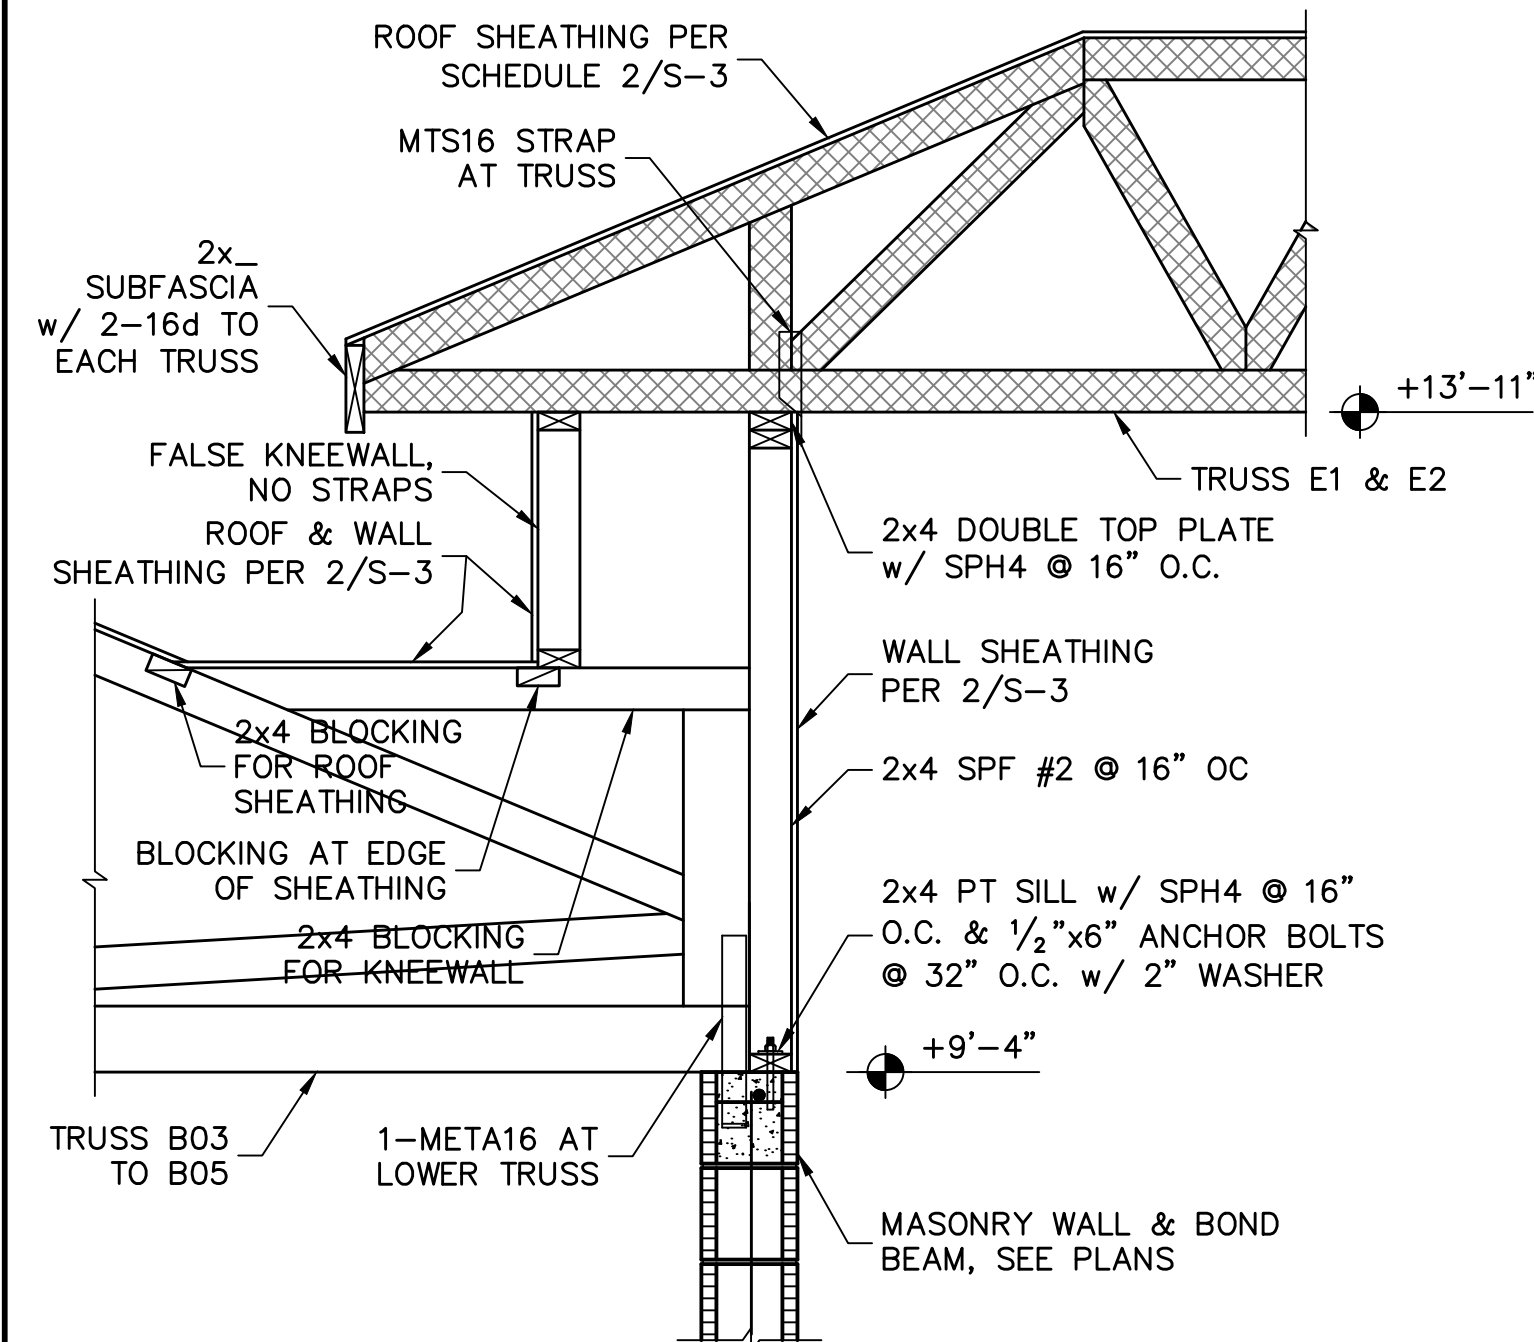 ROOF SHEATHING PER
SCHEDULE 2/S-3
MTS16 STRAP
AT TRUSS
2x_
SUBFASCIA
w/ 2-16d TO
EACH TRUSS
+13'-11"
FALSE KNEEWALL,
NO STRAPS
TRUSS E1 & E2
ROOF & WALL
SHEATHING PER 2/S-3
2x4 DOUBLE TOP PLATE
w/ SPH4 @ 16" O.C.
WALL SHEATHING
PER 2/S-3
2x4 BLOCKING
FOR ROOF
SHEATHING
2x4 SPF #2 @ 16" OC
BLOCKING AT EDGE
OF SHEATHING
2x4 PT SILL w/ SPH4 @ 16"
O.C. & 1/2"x6" ANCHOR BOLTS
@ 32" O.C. w/ 2" WASHER
2x4 BLOCKING
FOR KNEEWALL
+9'-4"
TRUSS B03
TO B05
1-META16 AT
LOWER TRUSS
MASONRY WALL & BOND
BEAM, SEE PLANS